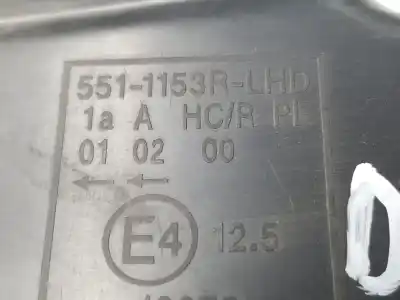 551-1153R-LHD
1a A HC/R PL
01 02 00
E4 12.5
D